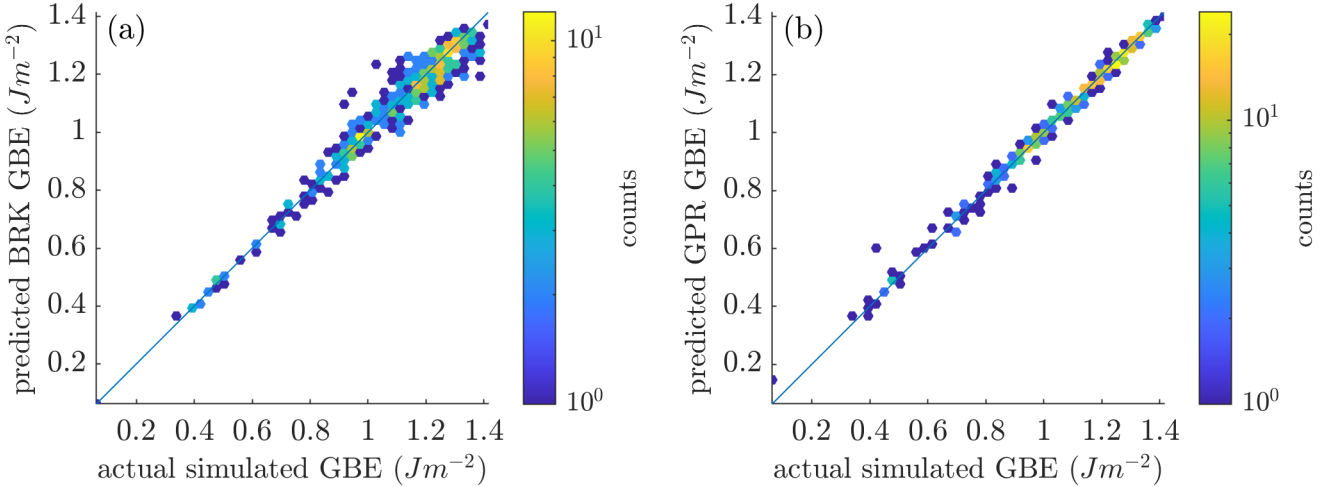 (a)
predicted BRK GBE (Jm⁻²)
1.4
1.2
1
0.8
0.6
0.4
0.2
0.2 0.4 0.6 0.8 1 1.2 1.4
actual simulated GBE (Jm⁻²)
10¹
10⁰
counts
(b)
predicted GPR GBE (Jm⁻²)
1.4
1.2
1
0.8
0.6
0.4
0.2
0.2 0.4 0.6 0.8 1 1.2 1.4
actual simulated GBE (Jm⁻²)
10¹
10⁰
counts